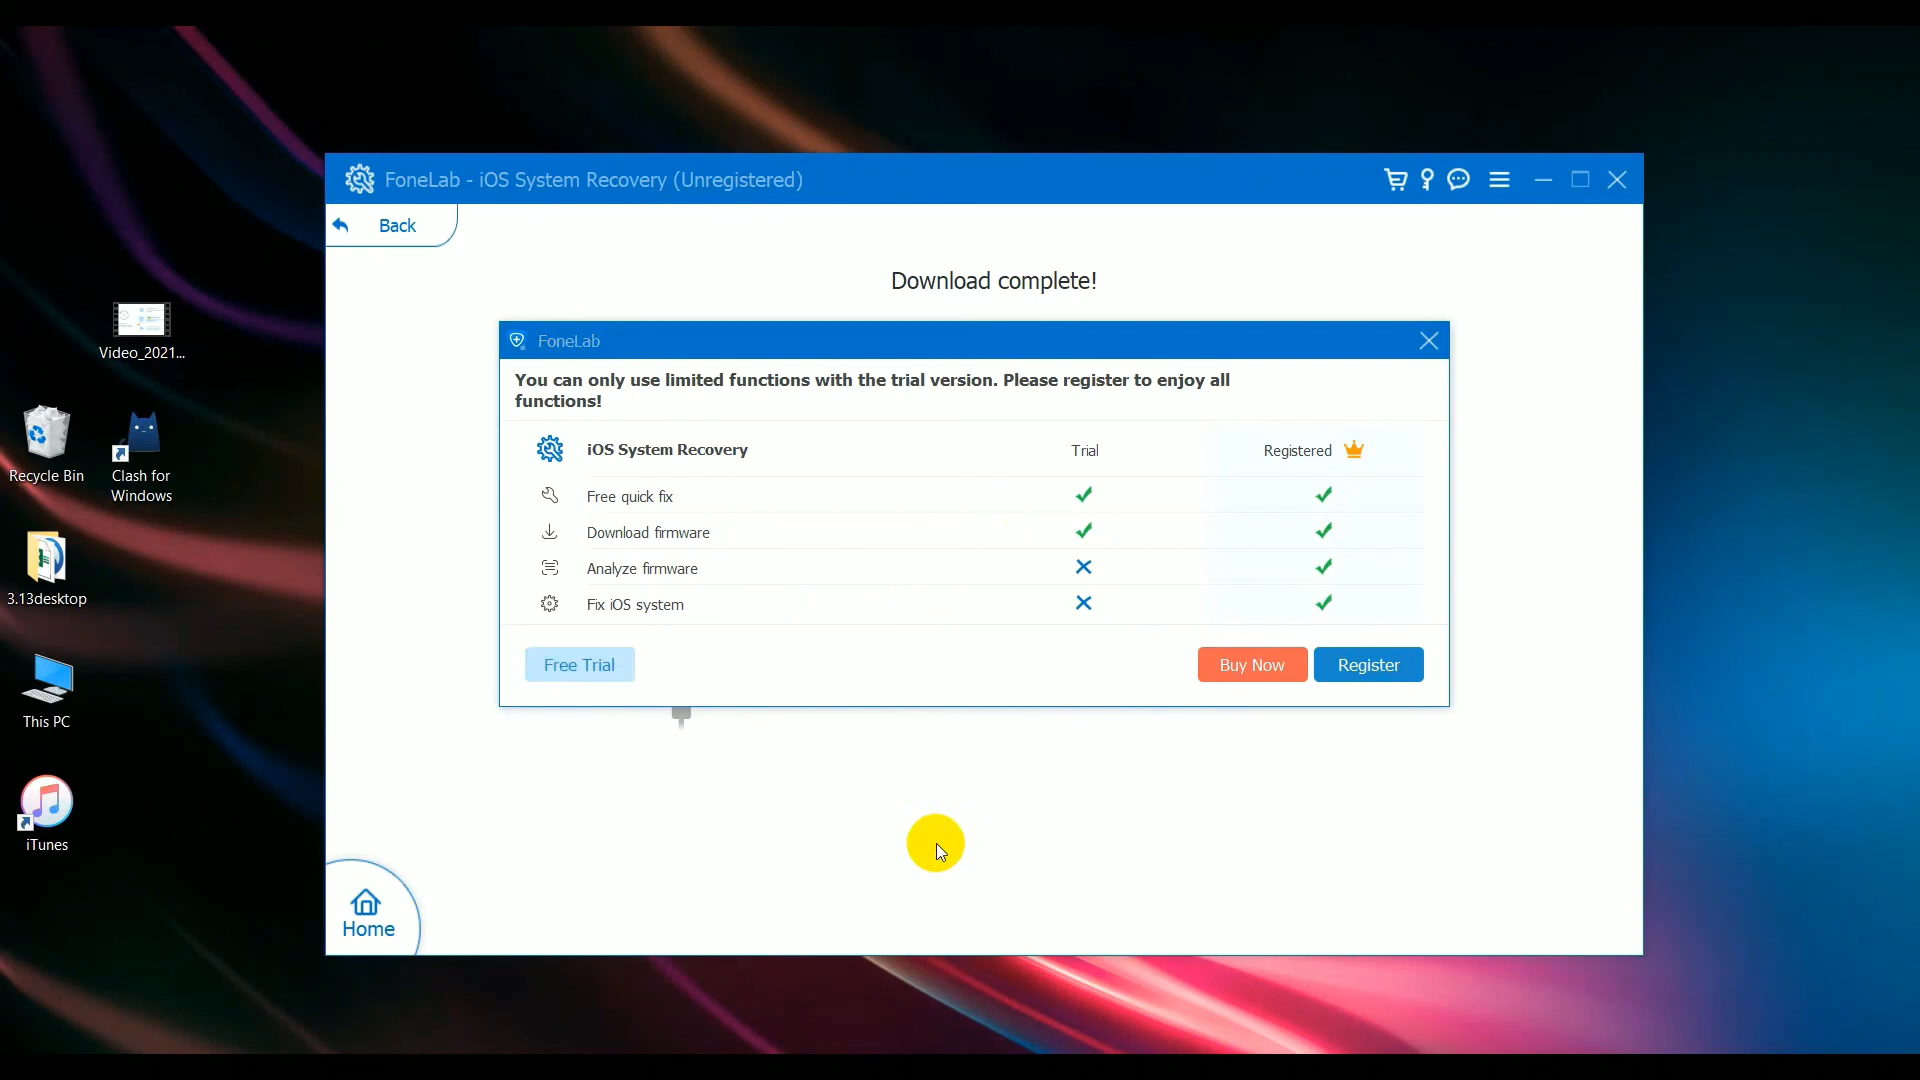 FoneLab - iOS System Recovery (Unregistered)
Back
Download complete!
FoneLab
You can only use limited functions with the trial version. Please register to enjoy all
functions!
iOS System Recovery Trial Registered
Free quick fix
Download firmware
Analyze firmware
Fix iOS system
Free Trial Buy Now Register
Home
Video_2021...
Recycle Bin
Clash for
Windows
3.13desktop
This PC
iTunes